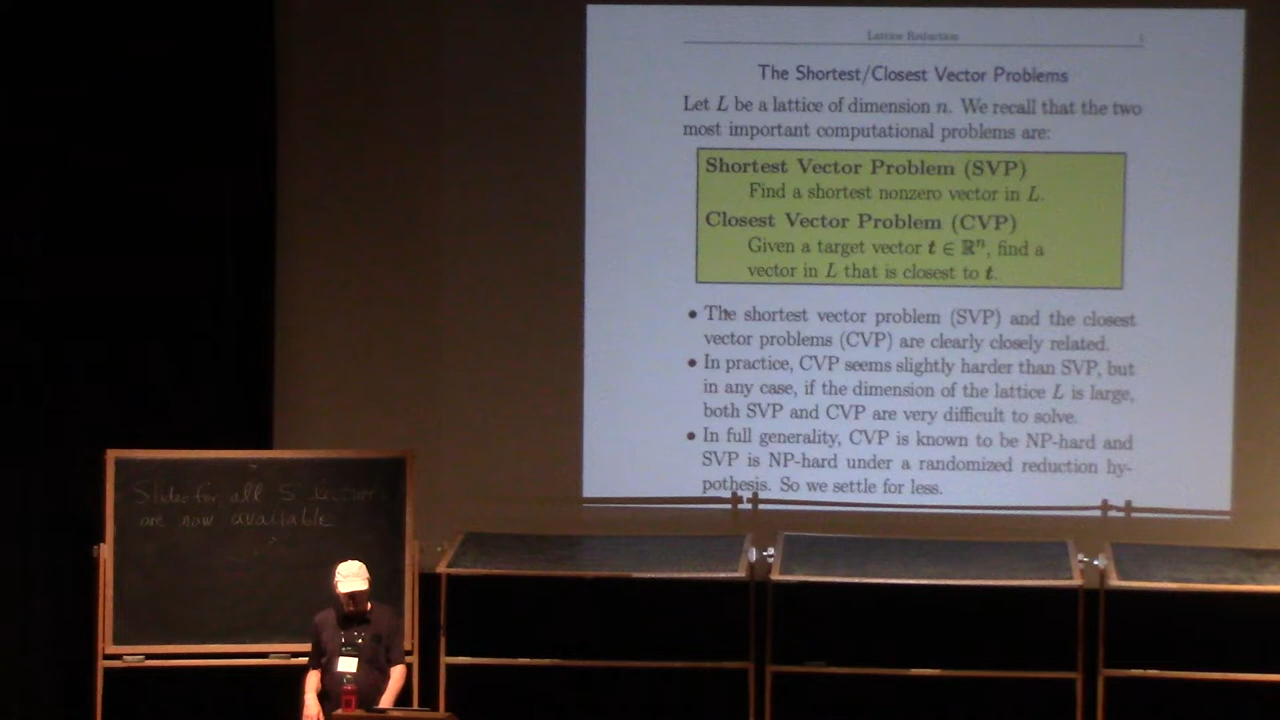 Lattice Reduction
The Shortest/Closest Vector Problems
Let L be a lattice of dimension n. We recall that the two
most important computational problems are:
Shortest Vector Problem (SVP)
Find a shortest nonzero vector in L.
Closest Vector Problem (CVP)
Given a target vector t ∈ ℝⁿ, find a
vector in L that is closest to t.
• The shortest vector problem (SVP) and the closest
vector problems (CVP) are clearly closely related.
• In practice, CVP seems slightly harder than SVP, but
in any case, if the dimension of the lattice L is large,
both SVP and CVP are very difficult to solve.
• In full generality, CVP is known to be NP-hard and
SVP is NP-hard under a randomized reduction hy-
pothesis. So we settle for less.
Slides for all 5 lectures
are now available